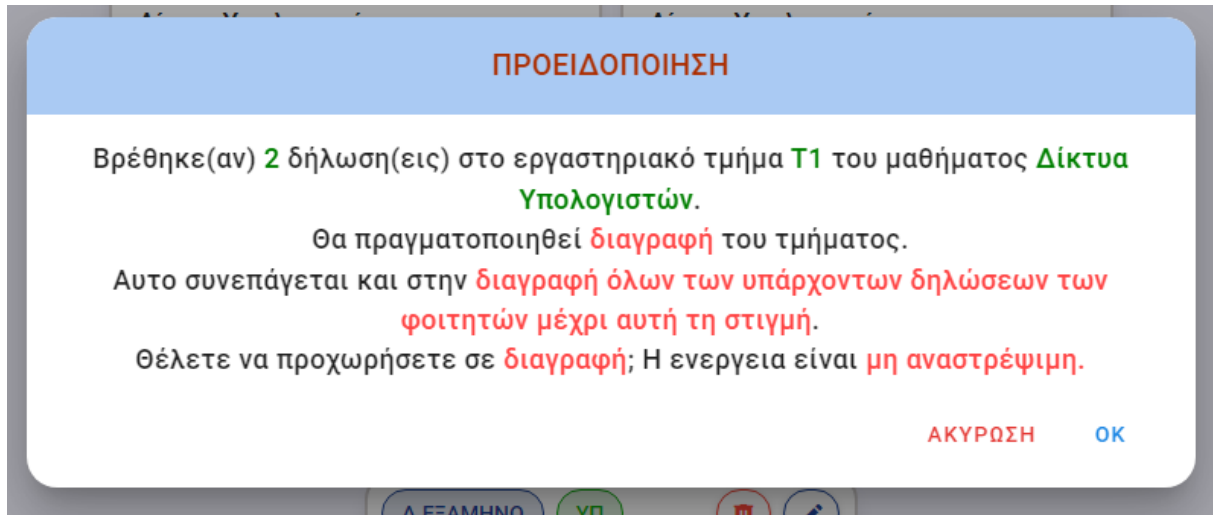 ΠΡΟΕΙΔΟΠΟΙΗΣΗ
Βρέθηκε(αν) 2 δήλωση(εις) στο εργαστηριακό τμήμα Τ1 του μαθήματος Δίκτυα
Υπολογιστών.
Θα πραγματοποιηθεί διαγραφή του τμήματος.
Αυτο συνεπάγεται και στην διαγραφή όλων των υπάρχοντων δηλώσεων των
φοιτητών μέχρι αυτή τη στιγμή.
Θέλετε να προχωρήσετε σε διαγραφή; Η ενεργεια είναι μη αναστρέψιμη.
ΑΚΥΡΩΣΗ ΟΚ